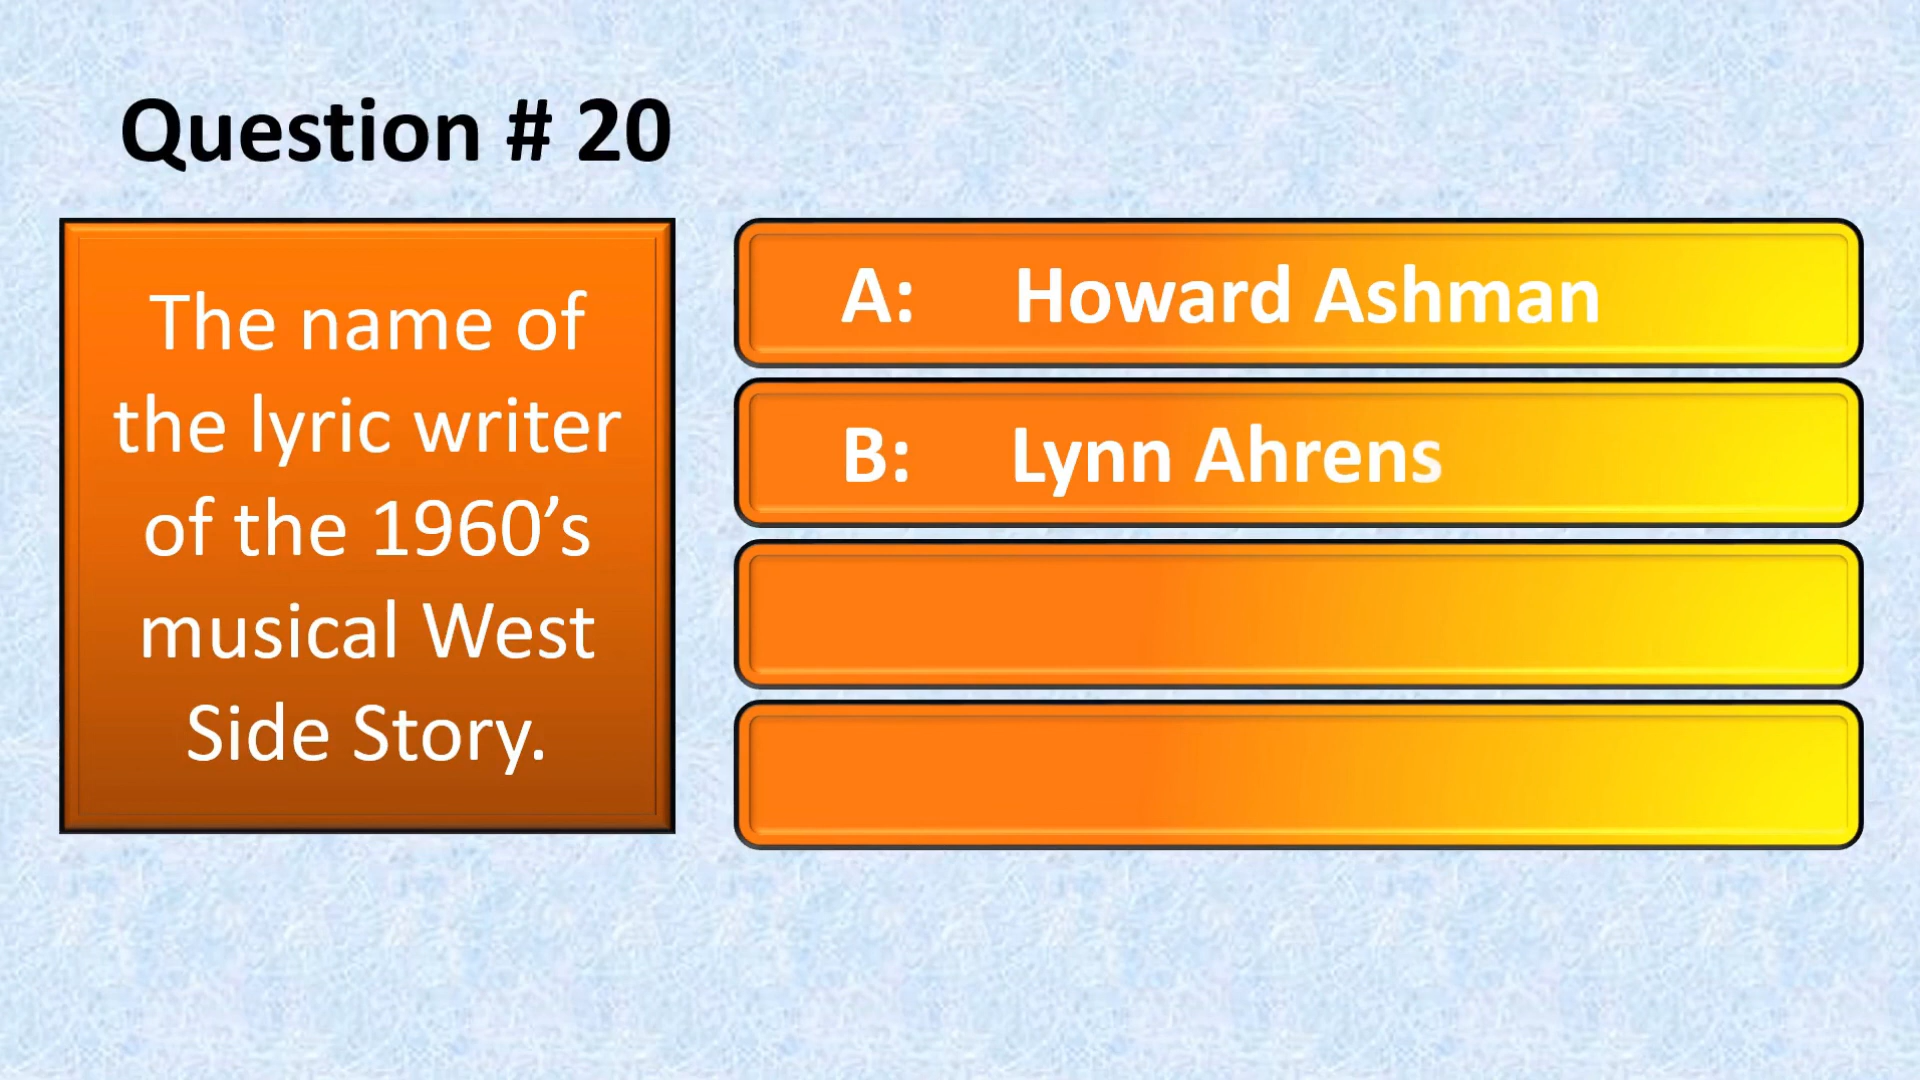 Question # 20
The name of
the lyric writer
of the 1960’s
musical West
Side Story.
A: Howard Ashman
B: Lynn Ahrens